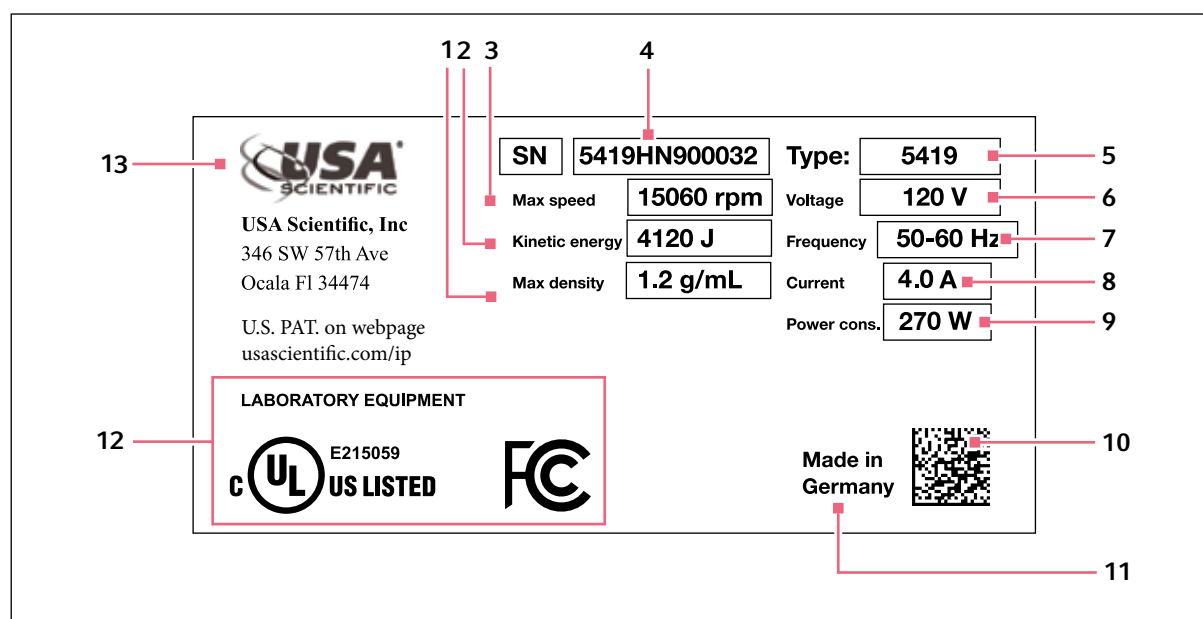 1 2 3 4
13
USA
SCIENTIFIC
USA Scientific, Inc
346 SW 57th Ave
Ocala Fl 34474
U.S. PAT. on webpage
usascientific.com/ip
SN 5419HN900032 Type: 5419 5
Max speed 15060 rpm Voltage 120 V 6
Kinetic energy 4120 J Frequency 50-60 Hz 7
Max density 1.2 g/mL Current 4.0 A 8
Power cons. 270 W 9
12
LABORATORY EQUIPMENT
C UL E215059
US LISTED
FC
Made in
Germany
10
11